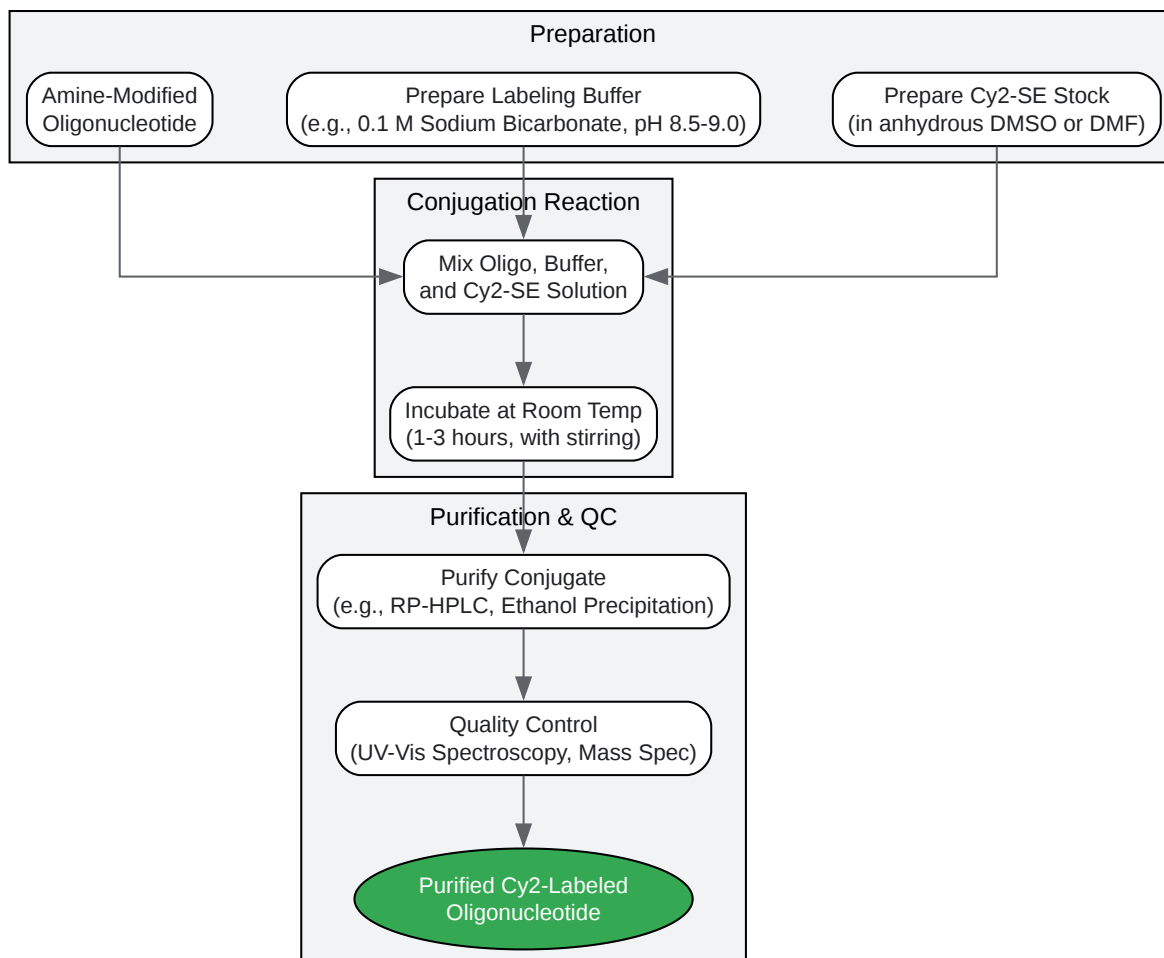 Preparation
Amine-Modified
Oligonucleotide
Prepare Labeling Buffer
(e.g., 0.1 M Sodium Bicarbonate, pH 8.5-9.0)
Prepare Cy2-SE Stock
(in anhydrous DMSO or DMF)
Conjugation Reaction
Mix Oligo, Buffer,
and Cy2-SE Solution
Incubate at Room Temp
(1-3 hours, with stirring)
Purification & QC
Purify Conjugate
(e.g., RP-HPLC, Ethanol Precipitation)
Quality Control
(UV-Vis Spectroscopy, Mass Spec)
Purified Cy2-Labeled
Oligonucleotide